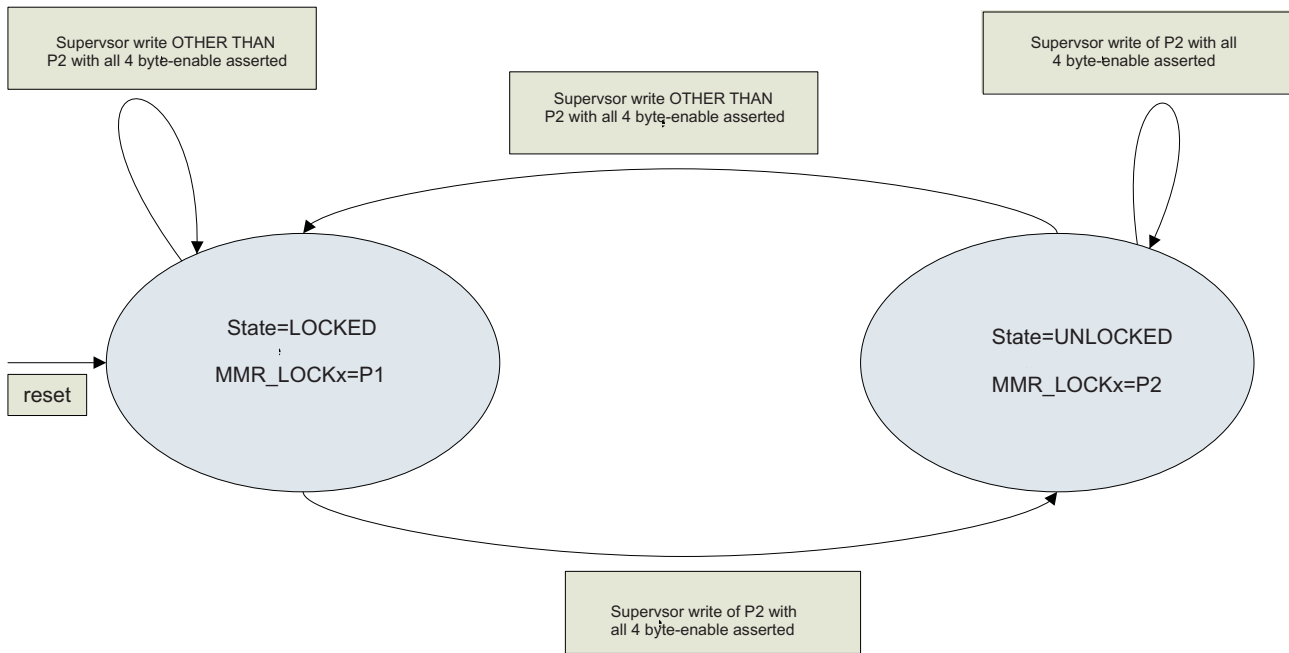 Supervsor write OTHER THAN
P2 with all 4 byte-enable asserted
Supervsor write of P2 with all
4 byte-enable asserted
Supervsor write OTHER THAN
P2 with all 4 byte-enable asserted
State=LOCKED
MMR_LOCKx=P1
State=UNLOCKED
MMR_LOCKx=P2
reset
Supervsor write of P2 with
all 4 byte-enable asserted